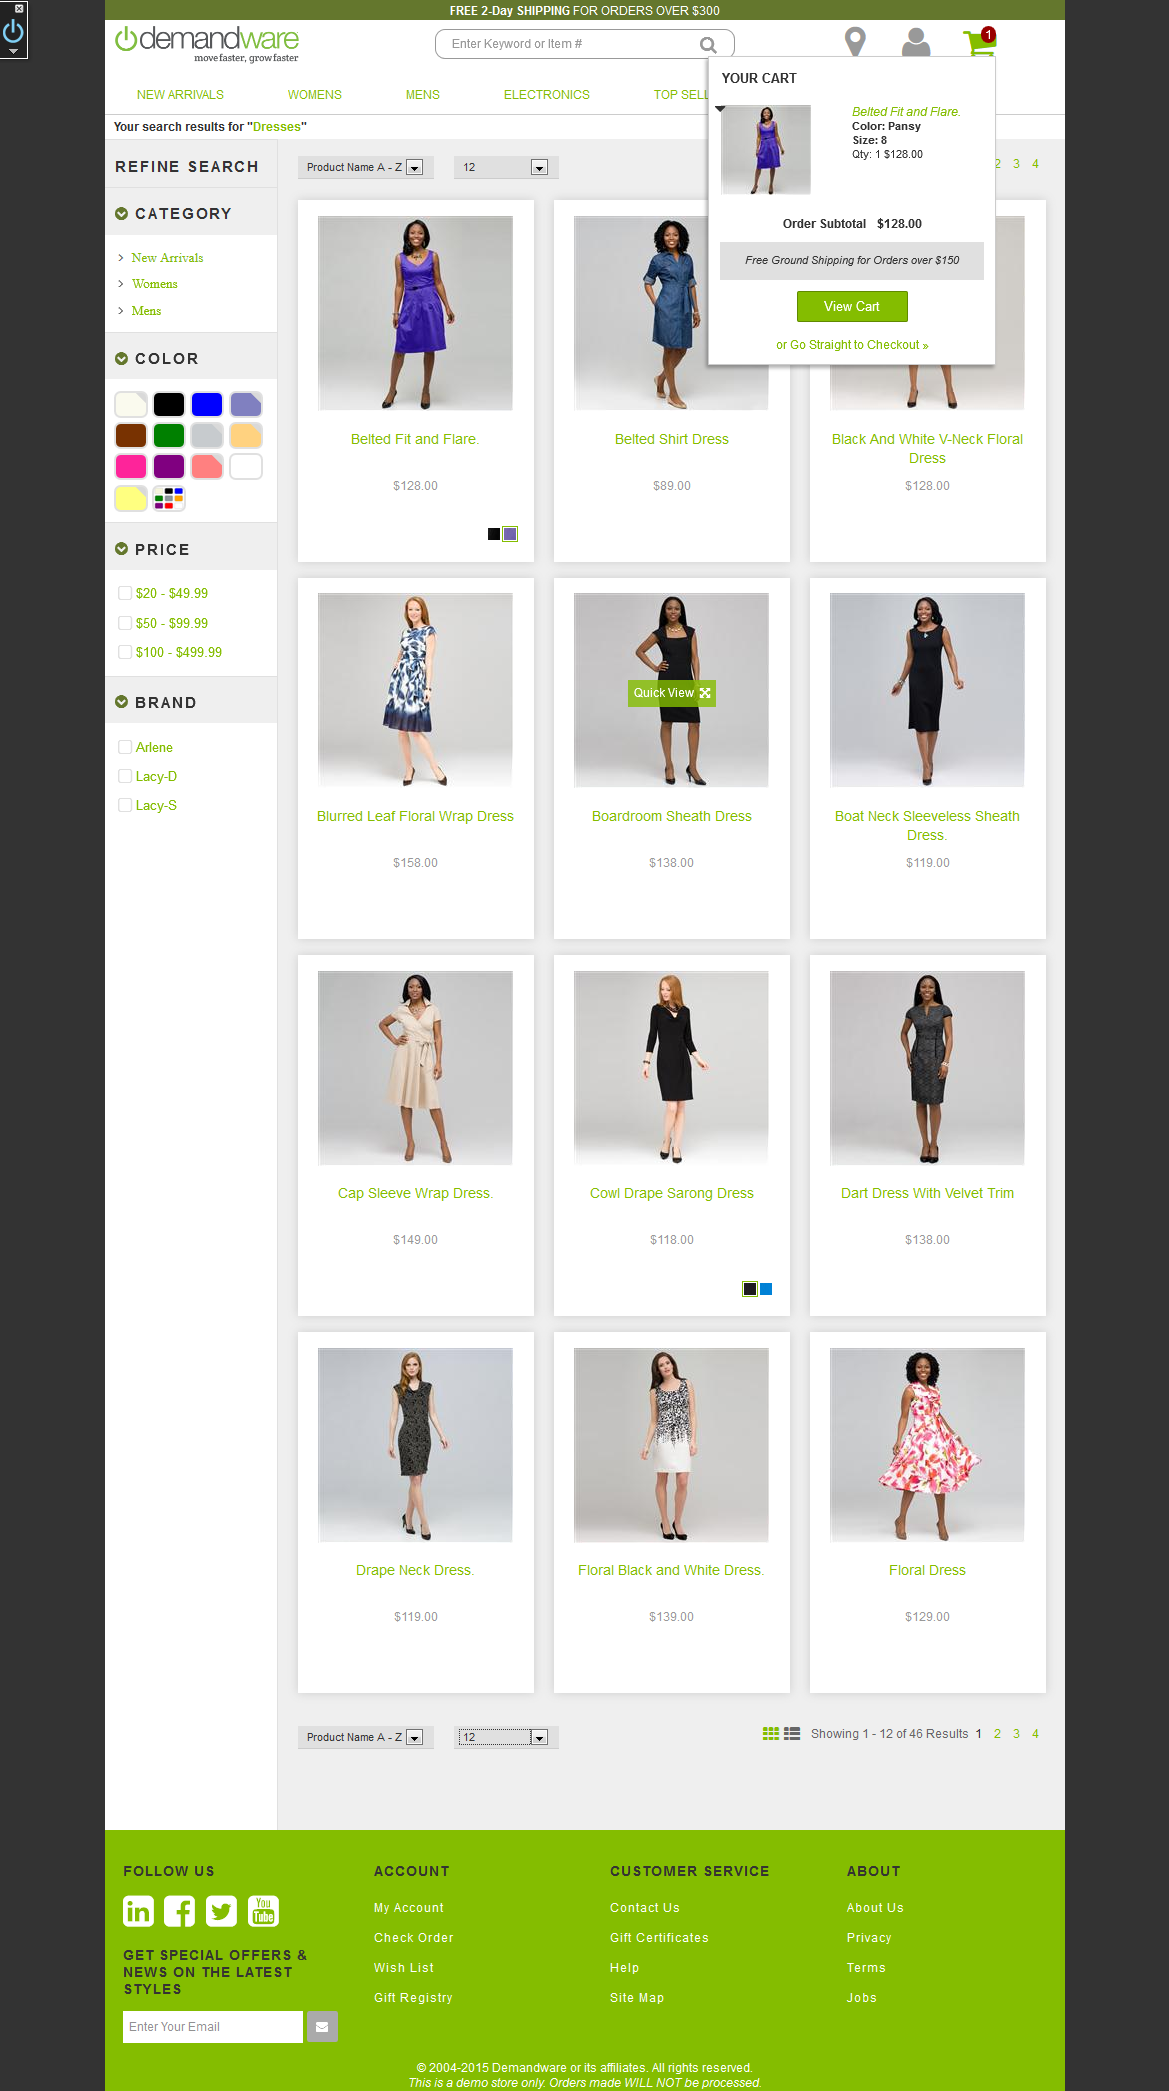 FREE 2-Day SHIPPING FOR ORDERS OVER $300
demandware
move faster, grow faster
Enter Keyword or Item #
1
NEW ARRIVALS
WOMENS
MENS
ELECTRONICS
TOP SELL
YOUR CART
Belted Fit and Flare.
Color: Pansy
Size: 8
Qty: 1 $128.00
Order Subtotal $128.00
Free Ground Shipping for Orders over $150
View Cart
or Go Straight to Checkout »
Your search results for "Dresses"
REFINE SEARCH
CATEGORY
New Arrivals
Womens
Mens
COLOR
PRICE
$20 - $49.99
$50 - $99.99
$100 - $499.99
BRAND
Arlene
Lacy-D
Lacy-S
Product Name A - Z
12
2 3 4
Belted Fit and Flare.
$128.00
Belted Shirt Dress
$89.00
Black And White V-Neck Floral
Dress
$128.00
Blurred Leaf Floral Wrap Dress
$158.00
Quick View
Boardroom Sheath Dress
$138.00
Boat Neck Sleeveless Sheath
Dress.
$119.00
Cap Sleeve Wrap Dress.
$149.00
Cowl Drape Sarong Dress
$118.00
Dart Dress With Velvet Trim
$138.00
Drape Neck Dress.
$119.00
Floral Black and White Dress.
$139.00
Floral Dress
$129.00
Product Name A - Z
12
Showing 1 - 12 of 46 Results 1 2 3 4
FOLLOW US
in
f
You
Tube
GET SPECIAL OFFERS &
NEWS ON THE LATEST
STYLES
Enter Your Email
ACCOUNT
My Account
Check Order
Wish List
Gift Registry
CUSTOMER SERVICE
Contact Us
Gift Certificates
Help
Site Map
ABOUT
About Us
Privacy
Terms
Jobs
© 2004-2015 Demandware or its affiliates. All rights reserved.
This is a demo store only. Orders made WILL NOT be processed.